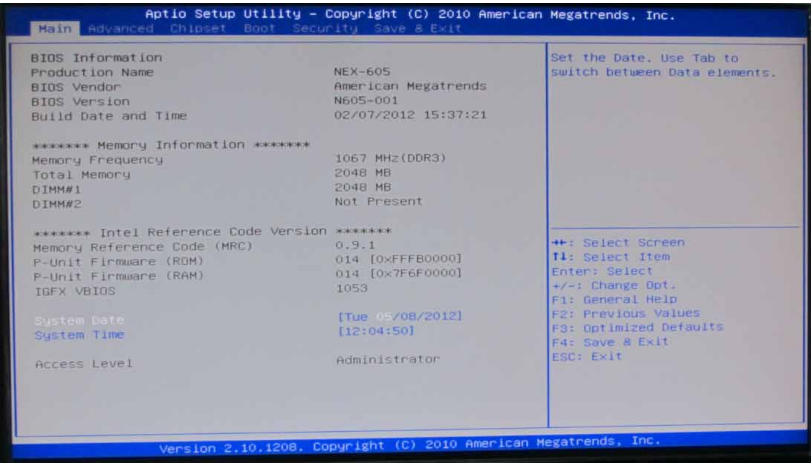 Aptio Setup Utility – Copyright (C) 2010 American Megatrends, Inc.
Main Advanced Chipset Boot Security Save & Exit
BIOS Information
Production Name NEX-605
BIOS Vendor American Megatrends
BIOS Version N605-001
Build Date and Time 02/07/2012 15:37:21
******* Memory Information *******
Memory Frequency 1067 MHz(DDR3)
Total Memory 2048 MB
DIMM#1 2048 MB
DIMM#2 Not Present
******* Intel Reference Code Version *******
Memory Reference Code (MRC) 0.9.1
P-Unit Firmware (ROM) 014 [0xFFFB0000]
P-Unit Firmware (RAM) 014 [0x7F6F0000]
IGFX VBIOS 1053
System Date [Tue 05/08/2012]
System Time [12:04:50]
Access Level Administrator
Set the Date. Use Tab to
switch between Data elements.
→←: Select Screen
↑↓: Select Item
Enter: Select
+/-: Change Opt.
F1: General Help
F2: Previous Values
F3: Optimized Defaults
F4: Save & Exit
ESC: Exit
Version 2.10.1208. Copyright (C) 2010 American Megatrends, Inc.